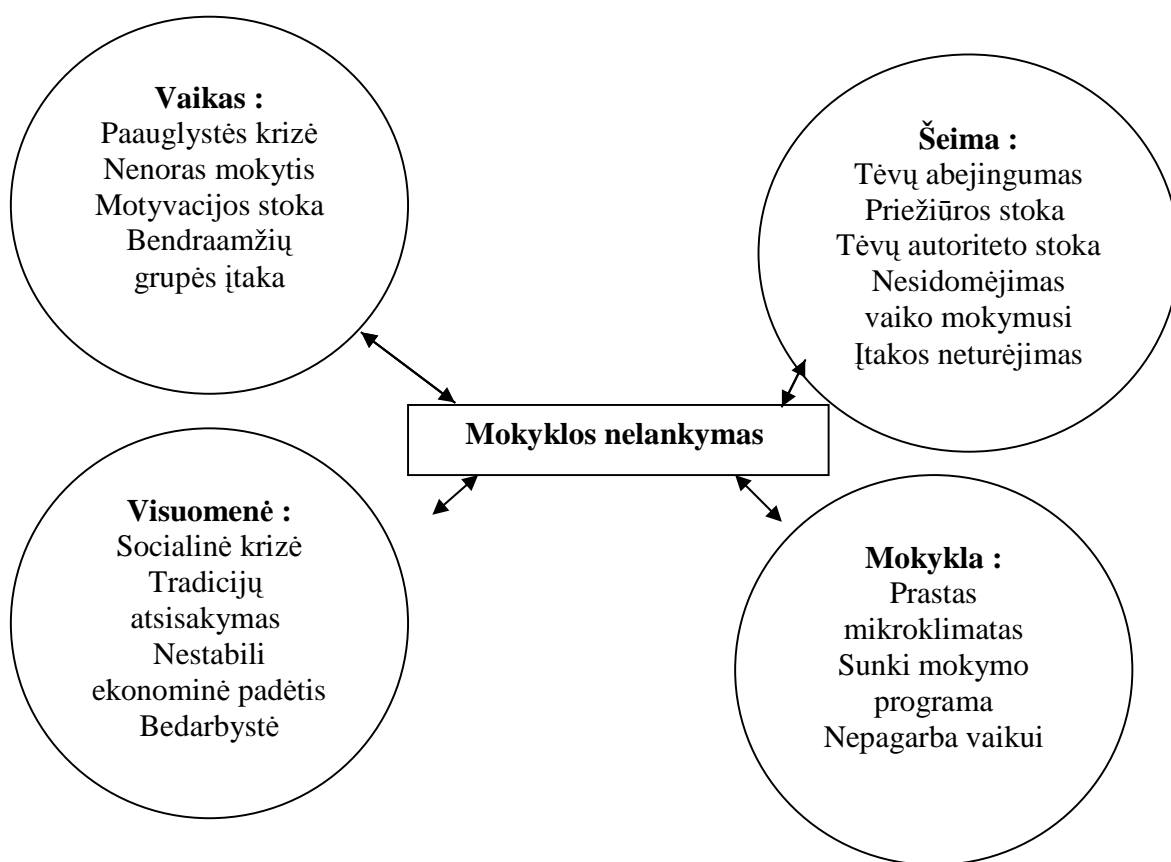 Vaikas :
Paauglystės krizė
Nenoras mokytis
Motyvacijos stoka
Bendraamžių
grupės įtaka
Šeima :
Tėvų abejingumas
Priežiūros stoka
Tėvų autoriteto stoka
Nesidomėjimas
vaiko mokymusi
Įtakos neturėjimas
Mokyklos nelankymas
Visuomenė :
Socialinė krizė
Tradicijų
atsisakymas
Nestabili
ekonominė padėtis
Bedarbystė
Mokykla :
Prastas
mikroklimatas
Sunki mokymo
programa
Nepagarba vaikui